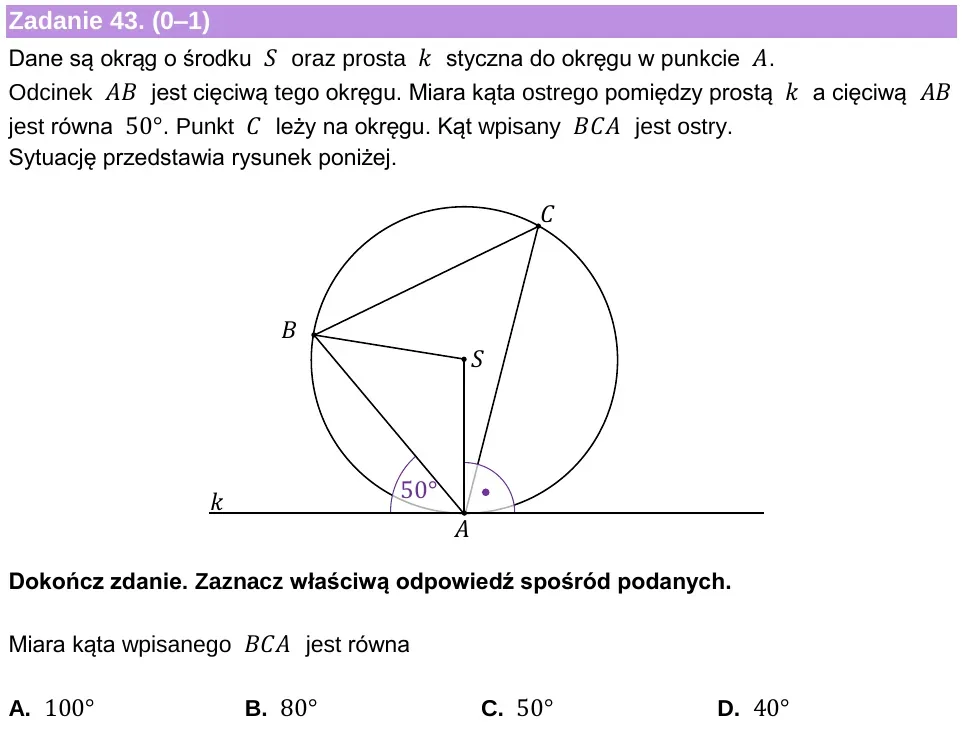 Zadanie 43. (0–1)
Dane są okrąg o środku S oraz prosta k styczna do okręgu w punkcie A.
Odcinek AB jest cięciwą tego okręgu. Miara kąta ostrego pomiędzy prostą k a cięciwą AB
jest równa 50°. Punkt C leży na okręgu. Kąt wpisany BCA jest ostry.
Sytuację przedstawia rysunek poniżej.
C
B
S
50°
k
A
Dokończ zdanie. Zaznacz właściwą odpowiedź spośród podanych.
Miara kąta wpisanego BCA jest równa
A. 100° B. 80° C. 50° D. 40°